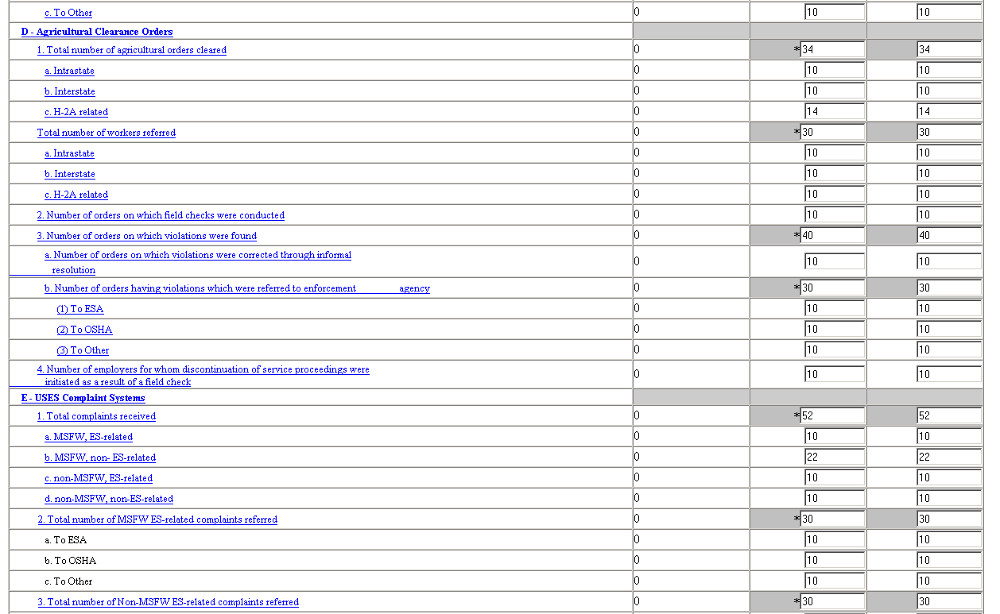 c. To Other 0 10 10
D - Agricultural Clearance Orders
1. Total number of agricultural orders cleared 0 *34 34
a. Intrastate 0 10 10
b. Interstate 0 10 10
c. H-2A related 0 14 14
Total number of workers referred 0 *30 30
a. Intrastate 0 10 10
b. Interstate 0 10 10
c. H-2A related 0 10 10
2. Number of orders on which field checks were conducted 0 10 10
3. Number of orders on which violations were found 0 *40 40
a. Number of orders on which violations were corrected through informal
resolution 0 10 10
b. Number of orders having violations which were referred to enforcement agency 0 *30 30
(1) To ESA 0 10 10
(2) To OSHA 0 10 10
(3) To Other 0 10 10
4. Number of employers for whom discontinuation of service proceedings were
initiated as a result of a field check 0 10 10
E - USES Complaint Systems
1. Total complaints received 0 *52 52
a. MSFW, ES-related 0 10 10
b. MSFW, non- ES-related 0 22 22
c. non-MSFW, ES-related 0 10 10
d. non-MSFW, non-ES-related 0 10 10
2. Total number of MSFW ES-related complaints referred 0 *30 30
a. To ESA 0 10 10
b. To OSHA 0 10 10
c. To Other 0 10 10
3. Total number of Non-MSFW ES-related complaints referred 0 *30 30